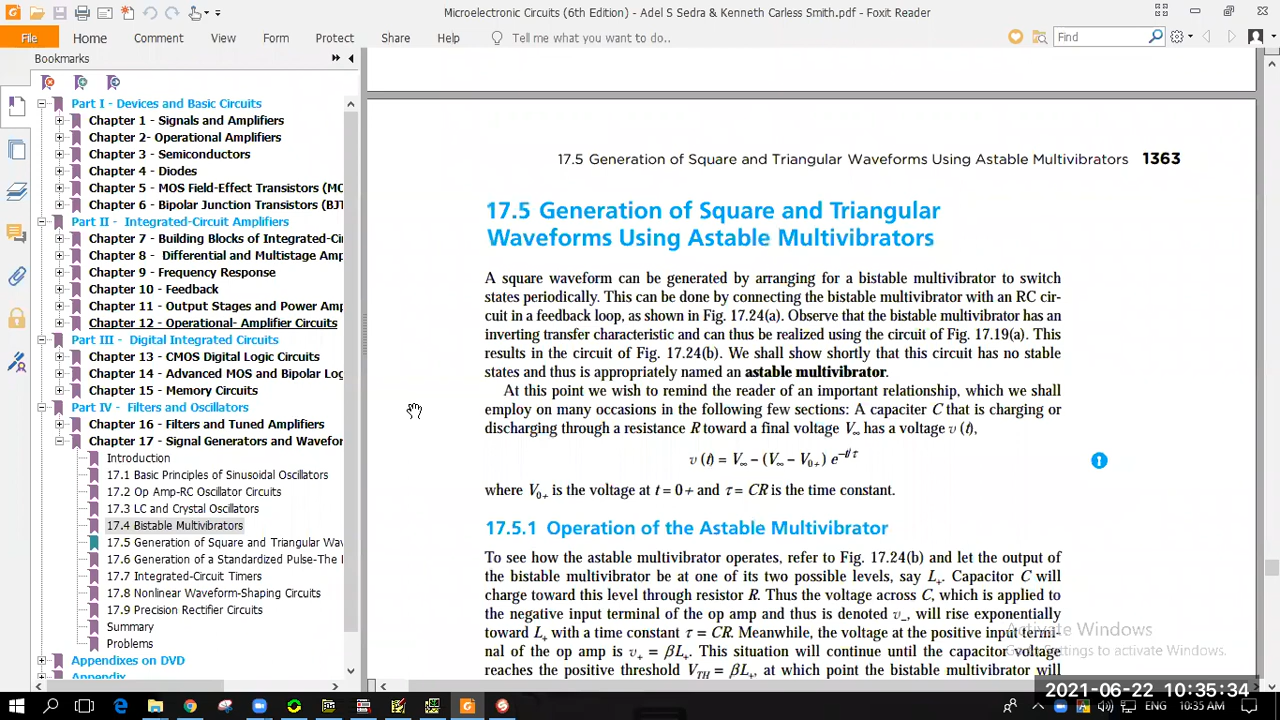 Microelectronic Circuits (6th Edition) - Adel S Sedra & Kenneth Carless Smith.pdf - Foxit Reader
File Home Comment View Form Protect Share Help Tell me what you want to do.. Find
Bookmarks
Part I - Devices and Basic Circuits
Chapter 1 - Signals and Amplifiers
Chapter 2- Operational Amplifiers
Chapter 3 - Semiconductors
Chapter 4 - Diodes
Chapter 5 - MOS Field-Effect Transistors (MC
Chapter 6 - Bipolar Junction Transistors (BJT
Part II - Integrated-Circuit Amplifiers
Chapter 7 - Building Blocks of Integrated-Ci
Chapter 8 - Differential and Multistage Amp
Chapter 9 - Frequency Response
Chapter 10 - Feedback
Chapter 11 - Output Stages and Power Amp
Chapter 12 - Operational- Amplifier Circuits
Part III - Digital Integrated Circuits
Chapter 13 - CMOS Digital Logic Circuits
Chapter 14 - Advanced MOS and Bipolar Log
Chapter 15 - Memory Circuits
Part IV - Filters and Oscillators
Chapter 16 - Filters and Tuned Amplifiers
Chapter 17 - Signal Generators and Wavefor
Introduction
17.1 Basic Principles of Sinusoidal Oscillators
17.2 Op Amp-RC Oscillator Circuits
17.3 LC and Crystal Oscillators
17.4 Bistable Multivibrators
17.5 Generation of Square and Triangular Wav
17.6 Generation of a Standardized Pulse-The I
17.7 Integrated-Circuit Timers
17.8 Nonlinear Waveform-Shaping Circuits
17.9 Precision Rectifier Circuits
Summary
Problems
Appendixes on DVD
Appendix
17.5 Generation of Square and Triangular Waveforms Using Astable Multivibrators 1363
17.5 Generation of Square and Triangular
Waveforms Using Astable Multivibrators
A square waveform can be generated by arranging for a bistable multivibrator to switch
states periodically. This can be done by connecting the bistable multivibrator with an RC cir-
cuit in a feedback loop, as shown in Fig. 17.24(a). Observe that the bistable multivibrator has an
inverting transfer characteristic and can thus be realized using the circuit of Fig. 17.19(a). This
results in the circuit of Fig. 17.24(b). We shall show shortly that this circuit has no stable
states and thus is appropriately named an astable multivibrator.
At this point we wish to remind the reader of an important relationship, which we shall
employ on many occasions in the following few sections: A capaciter C that is charging or
discharging through a resistance R toward a final voltage V∞ has a voltage v (t),
v (t) = V∞ – (V∞ – V0+) e–t/τ
where V0+ is the voltage at t = 0+ and τ = CR is the time constant.
17.5.1 Operation of the Astable Multivibrator
To see how the astable multivibrator operates, refer to Fig. 17.24(b) and let the output of
the bistable multivibrator be at one of its two possible levels, say L+. Capacitor C will
charge toward this level through resistor R. Thus the voltage across C, which is applied to
the negative input terminal of the op amp and thus is denoted v–, will rise exponentially
toward L+ with a time constant τ = CR. Meanwhile, the voltage at the positive input termi-
nal of the op amp is v+ = βL+. This situation will continue until the capacitor voltage
reaches the positive threshold VTH = βL+, at which point the bistable multivibrator will
Activate Windows
Go to Settings to activate Windows.
2021-06-22 10:35:34
10:35 AM